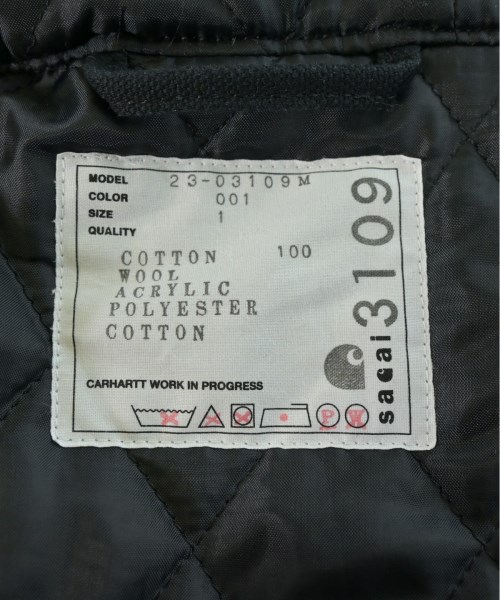 MODEL 23-03109M
COLOR 001
SIZE 1
QUALITY
COTTON 100
WOOL
ACRYLIC
POLYESTER
COTTON
CARHARTT WORK IN PROGRESS
P W
sacai 3109